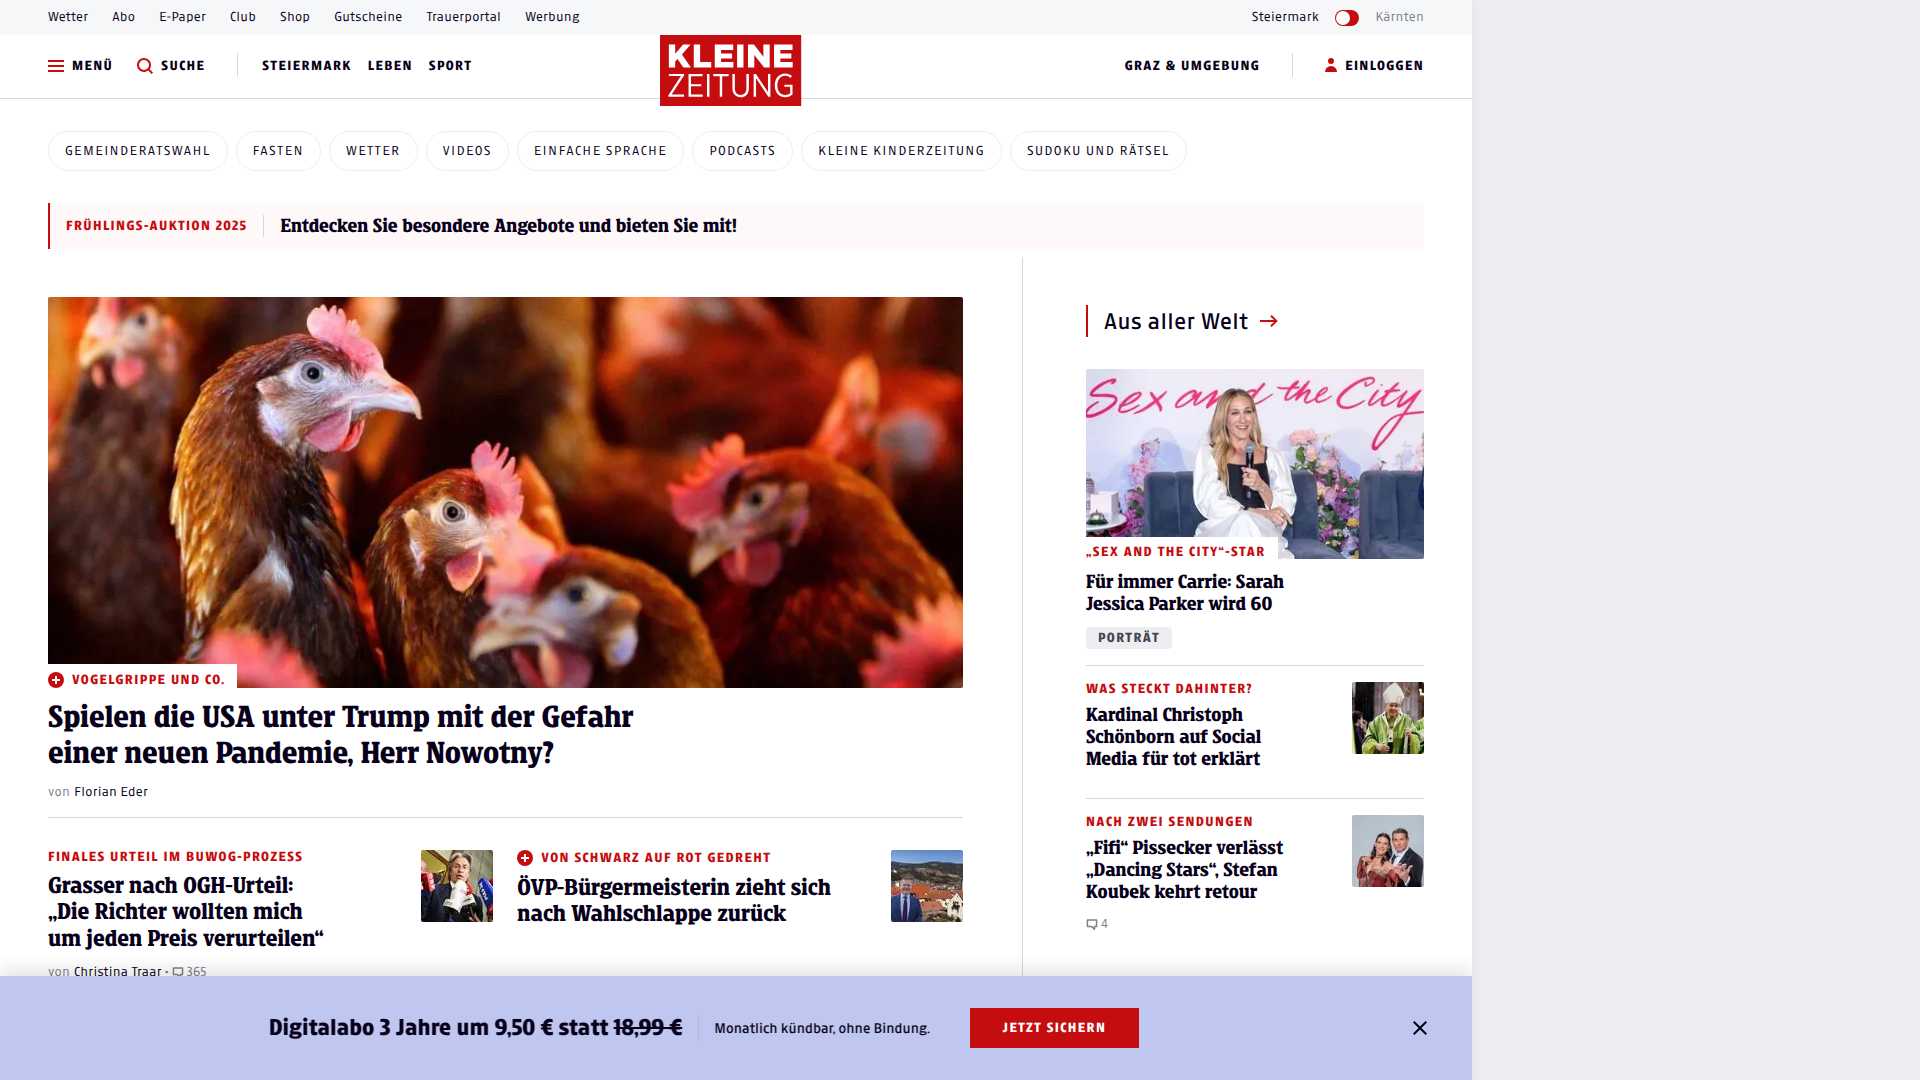 Wetter Abo E-Paper Club Shop Gutscheine Trauerportal Werbung Steiermark Kärnten
MENÜ SUCHE STEIERMARK LEBEN SPORT KLEINE ZEITUNG GRAZ & UMGEBUNG EINLOGGEN
GEMEINDERATSWAHL FASTEN WETTER VIDEOS EINFACHE SPRACHE PODCASTS KLEINE KINDERZEITUNG SUDOKU UND RÄTSEL
FRÜHLINGS-AUKTION 2025 Entdecken Sie besondere Angebote und bieten Sie mit!
VOGELGRIPPE UND CO.
Spielen die USA unter Trump mit der Gefahr
einer neuen Pandemie, Herr Nowotny?
von Florian Eder
FINALES URTEIL IM BUWOG-PROZESS
Grasser nach OGH-Urteil:
„Die Richter wollten mich
um jeden Preis verurteilen“
von Christina Traar • 365
VON SCHWARZ AUF ROT GEDREHT
ÖVP-Bürgermeisterin zieht sich
nach Wahlschlappe zurück
Aus aller Welt
Sex and the City
„SEX AND THE CITY“-STAR
Für immer Carrie: Sarah
Jessica Parker wird 60
PORTRÄT
WAS STECKT DAHINTER?
Kardinal Christoph
Schönborn auf Social
Media für tot erklärt
NACH ZWEI SENDUNGEN
„Fifi“ Pissecker verlässt
„Dancing Stars“, Stefan
Koubek kehrt retour
4
Digitalabo 3 Jahre um 9,50 € statt 18,99 € Monatlich kündbar, ohne Bindung. JETZT SICHERN